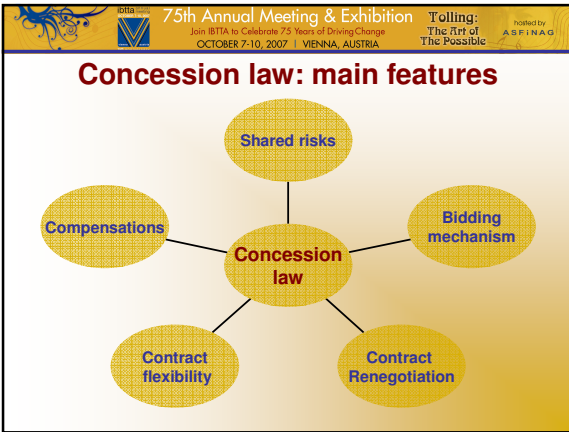 ibtta
75th Annual Meeting & Exhibition
Join IBTTA to Celebrate 75 Years of Driving Change
OCTOBER 7-10, 2007 | VIENNA, AUSTRIA
Tolling:
The Art of
The Possible
hosted by
ASFiNAG
Concession law: main features
Shared risks
Compensations
Bidding
mechanism
Concession
law
Contract
flexibility
Contract
Renegotiation